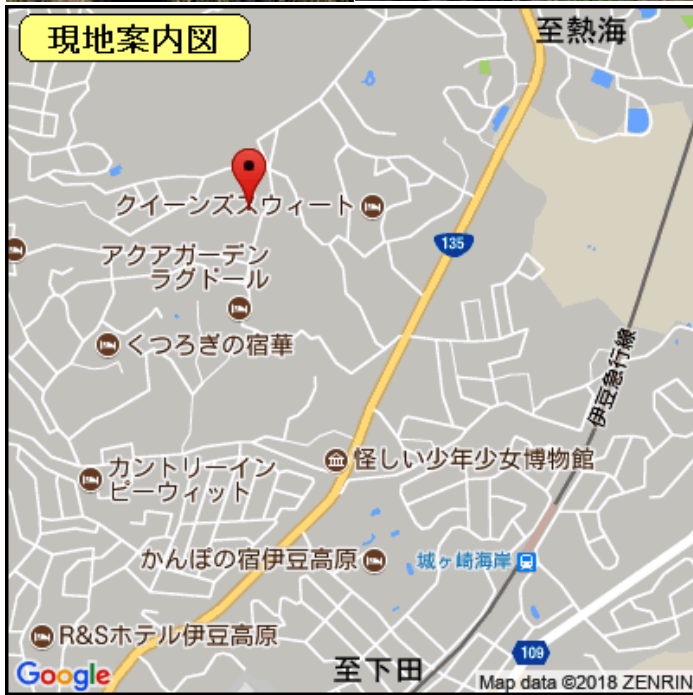 現地案内図
至熱海
クイーンズスウィート
135
アクアガーデン
ラグドール
くつろぎの宿華
伊豆急行線
怪しい少年少女博物館
カントリーイン
ピーウィット
かんぽの宿伊豆高原
城ヶ崎海岸
R&Sホテル伊豆高原
109
至下田
Google
Map data ©2018 ZENRIN